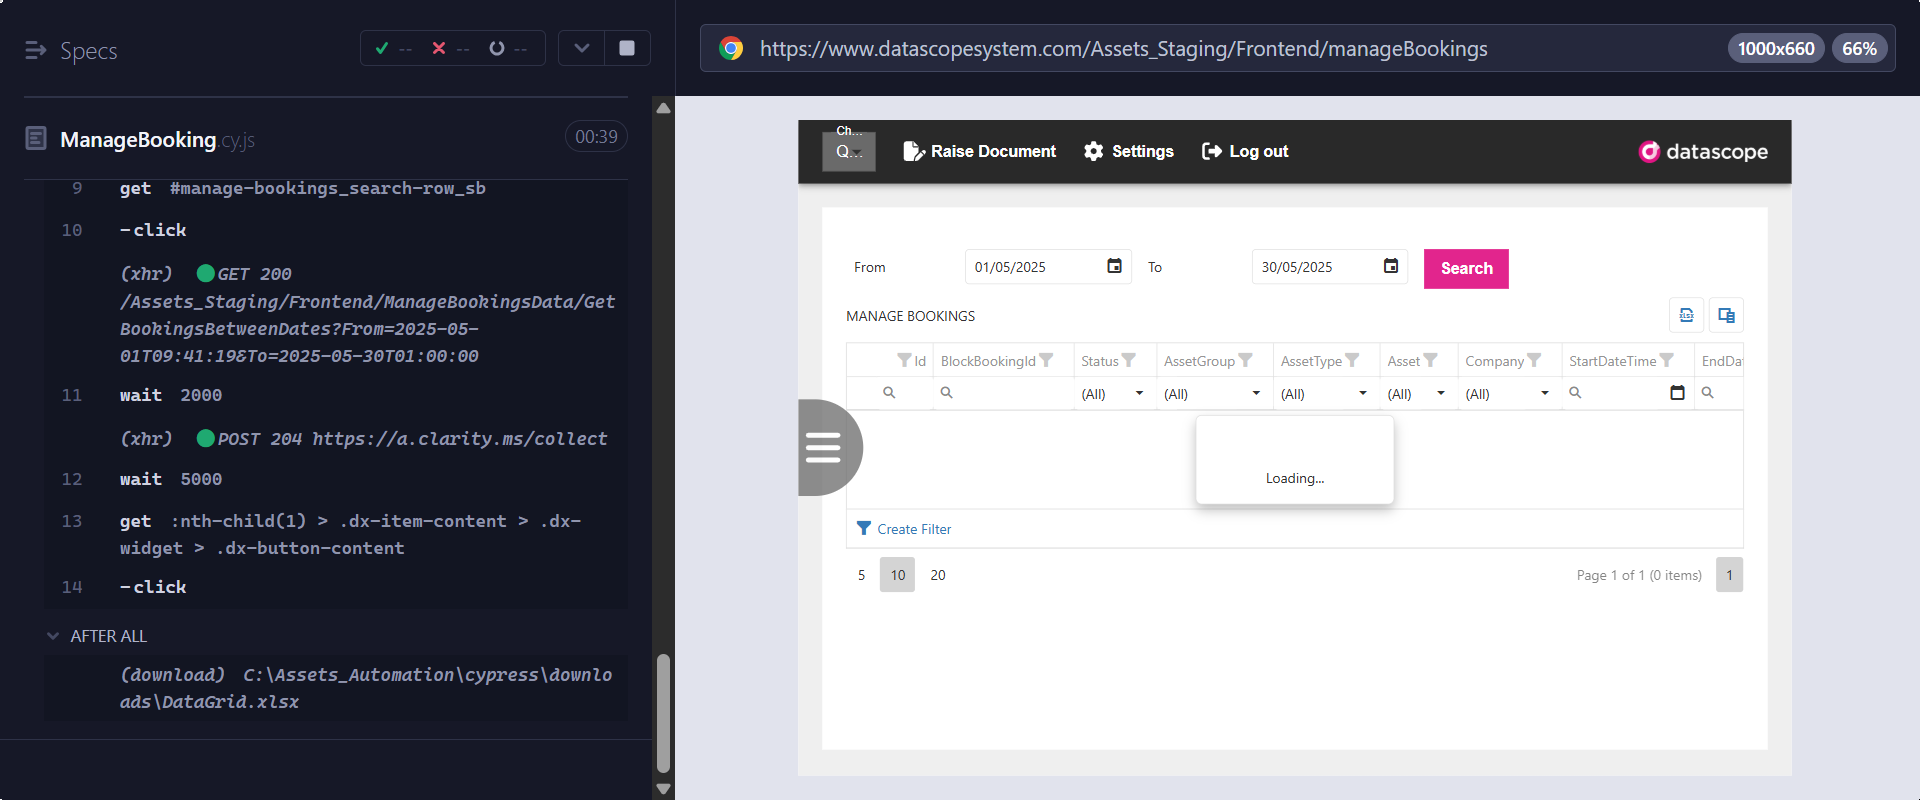 Specs
-- -- --
ManageBooking.cy.js
00:39
9 get #manage-bookings_search-row_sb
10 -click
(xhr) GET 200
/Assets_Staging/Frontend/ManageBookingsData/Get
BookingsBetweenDates?From=2025-05-
01T09:41:19&To=2025-05-30T01:00:00
11 wait 2000
(xhr) POST 204 https://a.clarity.ms/collect
12 wait 5000
13 get :nth-child(1) > .dx-item-content > .dx-
widget > .dx-button-content
14 -click
AFTER ALL
(download) C:\Assets_Automation\cypress\downlo
ads\DataGrid.xlsx
https://www.datascopesystem.com/Assets_Staging/Frontend/manageBookings
1000x660 66%
Ch...
Q...
Raise Document Settings Log out
datascope
From 01/05/2025 To 30/05/2025 Search
MANAGE BOOKINGS
XLSX
Id BlockBookingId Status AssetGroup AssetType Asset Company StartDateTime EndDat
(All) (All) (All) (All) (All)
Loading...
Create Filter
5 10 20
Page 1 of 1 (0 items) 1